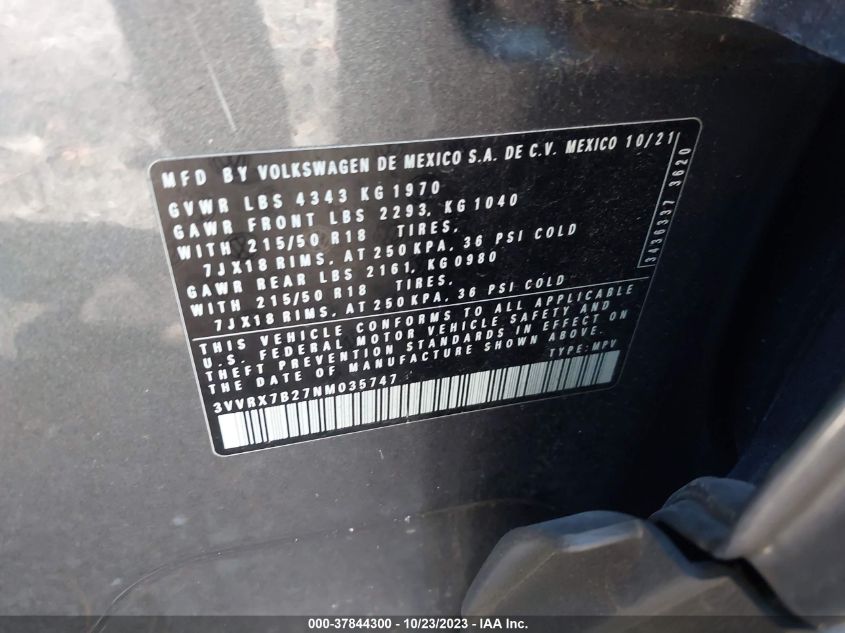 MFD BY VOLKSWAGEN DE MEXICO S.A. DE C.V. MEXICO 10/21
GVWR LBS 4343 KG 1970
GAWR FRONT LBS 2293, KG 1040
WITH 215/50 R18 TIRES,
7JX18 RIMS, AT 250 KPA, 36 PSI COLD
GAWR REAR LBS 2161, KG 0980
WITH 215/50 R18 TIRES,
7JX18 RIMS, AT 250 KPA, 36 PSI COLD
THIS VEHICLE CONFORMS TO ALL APPLICABLE
U.S. FEDERAL MOTOR VEHICLE SAFETY AND
THEFT PREVENTION STANDARDS IN EFFECT ON
THE DATE OF MANUFACTURE SHOWN ABOVE.
3VVRX7B27NM035747 TYPE: MPV
3436337 3620
000-37844300 - 10/23/2023 - IAA Inc.